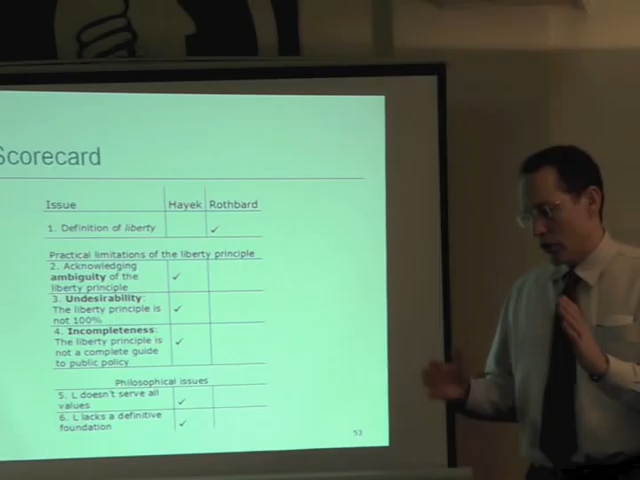 Scorecard
Issue Hayek Rothbard
1. Definition of liberty ✓
Practical limitations of the liberty principle
2. Acknowledging ✓
ambiguity of the
liberty principle
3. Undesirability: ✓
The liberty principle is
not 100%
4. Incompleteness: ✓
The liberty principle is
not a complete guide
to public policy
Philosophical issues
5. L doesn't serve all ✓
values
6. L lacks a definitive ✓
foundation
53